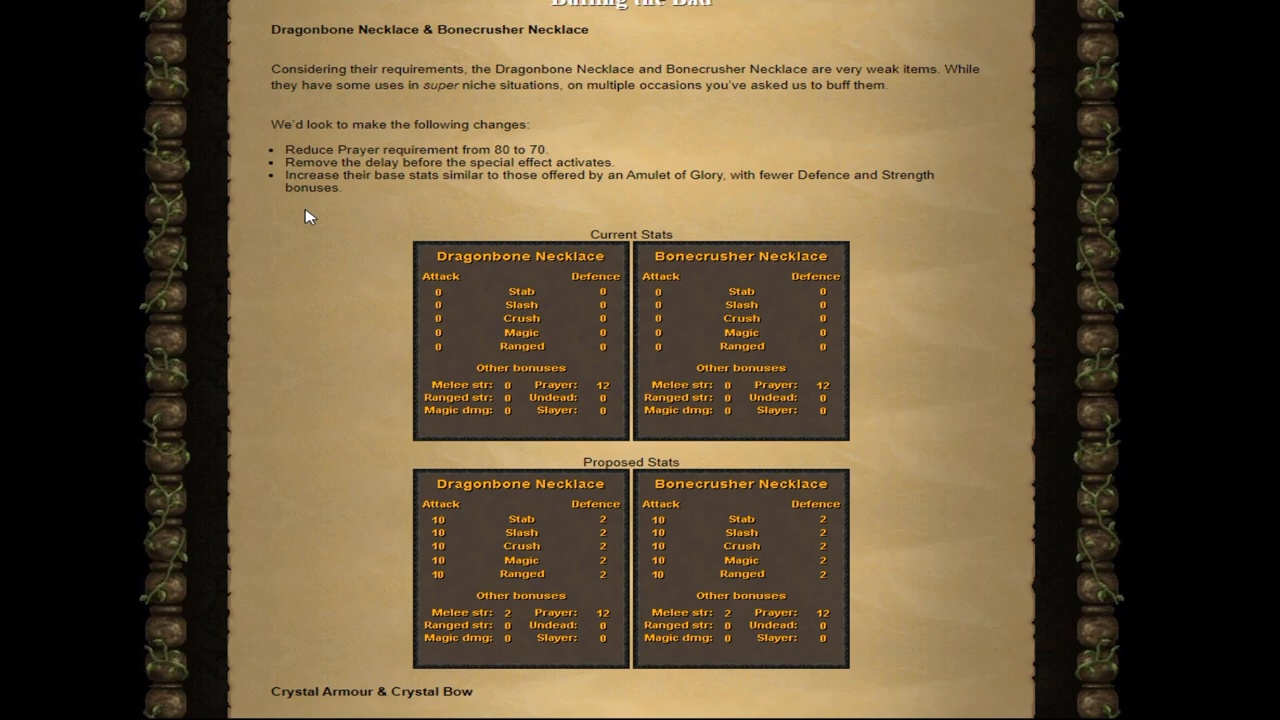 Buffing the Bad
Dragonbone Necklace & Bonecrusher Necklace
Considering their requirements, the Dragonbone Necklace and Bonecrusher Necklace are very weak items. While
they have some uses in super niche situations, on multiple occasions you've asked us to buff them.
We'd look to make the following changes:
• Reduce Prayer requirement from 80 to 70.
• Remove the delay before the special effect activates.
• Increase their base stats similar to those offered by an Amulet of Glory, with fewer Defence and Strength
bonuses.
Current Stats
Dragonbone Necklace
Attack Defence
0 Stab 0
0 Slash 0
0 Crush 0
0 Magic 0
0 Ranged 0
Other bonuses
Melee str: 0 Prayer: 12
Ranged str: 0 Undead: 0
Magic dmg: 0 Slayer: 0
Bonecrusher Necklace
Attack Defence
0 Stab 0
0 Slash 0
0 Crush 0
0 Magic 0
0 Ranged 0
Other bonuses
Melee str: 0 Prayer: 12
Ranged str: 0 Undead: 0
Magic dmg: 0 Slayer: 0
Proposed Stats
Dragonbone Necklace
Attack Defence
10 Stab 2
10 Slash 2
10 Crush 2
10 Magic 2
10 Ranged 2
Other bonuses
Melee str: 2 Prayer: 12
Ranged str: 0 Undead: 0
Magic dmg: 0 Slayer: 0
Bonecrusher Necklace
Attack Defence
10 Stab 2
10 Slash 2
10 Crush 2
10 Magic 2
10 Ranged 2
Other bonuses
Melee str: 2 Prayer: 12
Ranged str: 0 Undead: 0
Magic dmg: 0 Slayer: 0
Crystal Armour & Crystal Bow